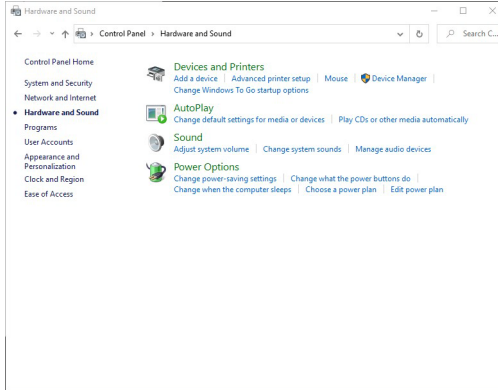 Hardware and Sound
Control Panel › Hardware and Sound
Search C...
Control Panel Home
System and Security
Network and Internet
Hardware and Sound
Programs
User Accounts
Appearance and
Personalization
Clock and Region
Ease of Access
Devices and Printers
Add a device | Advanced printer setup | Mouse | Device Manager |
Change Windows To Go startup options
AutoPlay
Change default settings for media or devices | Play CDs or other media automatically
Sound
Adjust system volume | Change system sounds | Manage audio devices
Power Options
Change power-saving settings | Change what the power buttons do |
Change when the computer sleeps | Choose a power plan | Edit power plan